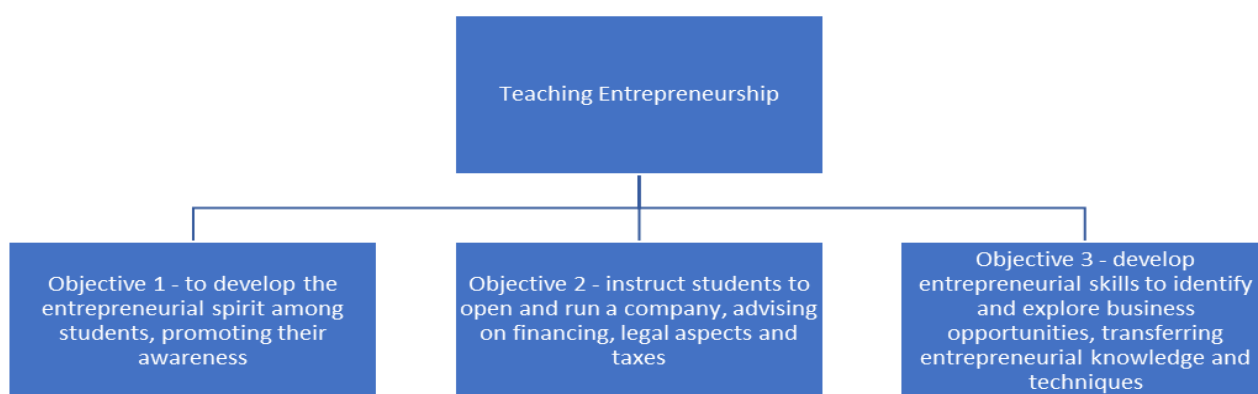 Teaching Entrepreneurship
Objective 1 - to develop the
entrepreneurial spirit among
students, promoting their
awareness
Objective 2 - instruct students to
open and run a company, advising
on financing, legal aspects and
taxes
Objective 3 - develop
entrepreneurial skills to identify
and explore business
opportunities, transferring
entrepreneurial knowledge and
techniques